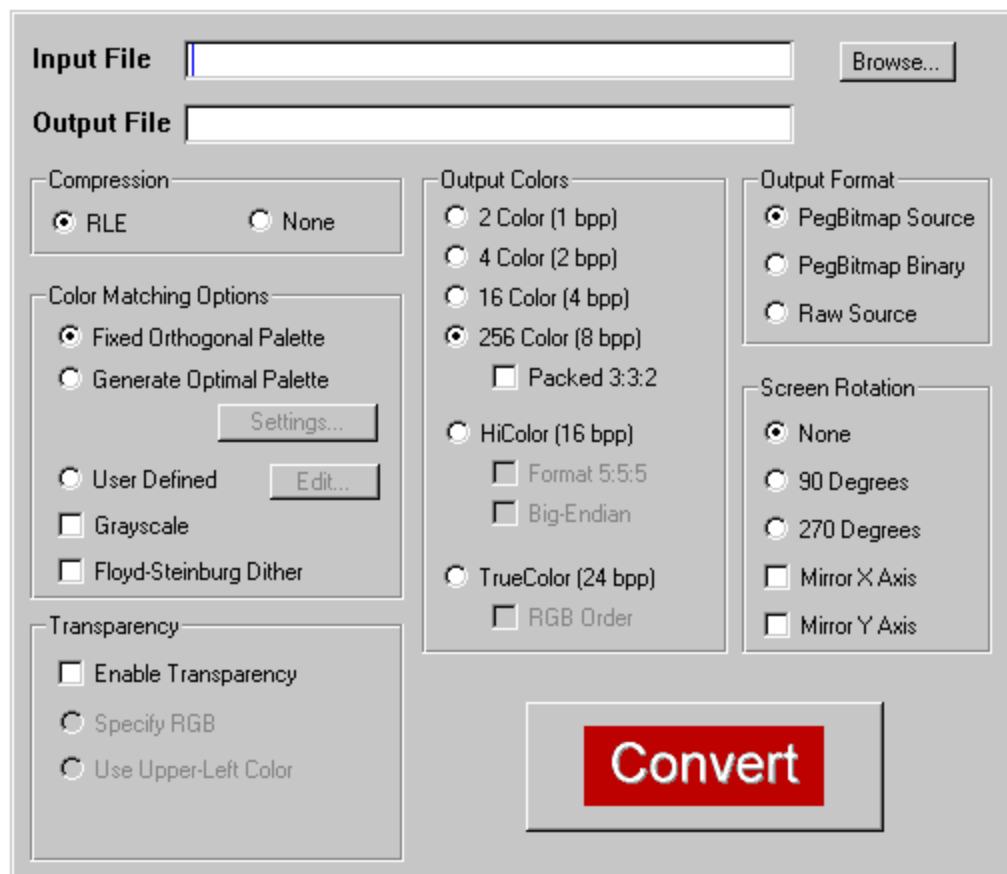 Input File
Browse...
Output File
Compression
RLE
None
Color Matching Options
Fixed Orthogonal Palette
Generate Optimal Palette
Settings...
User Defined
Edit...
Grayscale
Floyd-Steinburg Dither
Transparency
Enable Transparency
Specify RGB
Use Upper-Left Color
Output Colors
2 Color (1 bpp)
4 Color (2 bpp)
16 Color (4 bpp)
256 Color (8 bpp)
Packed 3:3:2
HiColor (16 bpp)
Format 5:5:5
Big-Endian
TrueColor (24 bpp)
RGB Order
Output Format
PegBitmap Source
PegBitmap Binary
Raw Source
Screen Rotation
None
90 Degrees
270 Degrees
Mirror X Axis
Mirror Y Axis
Convert